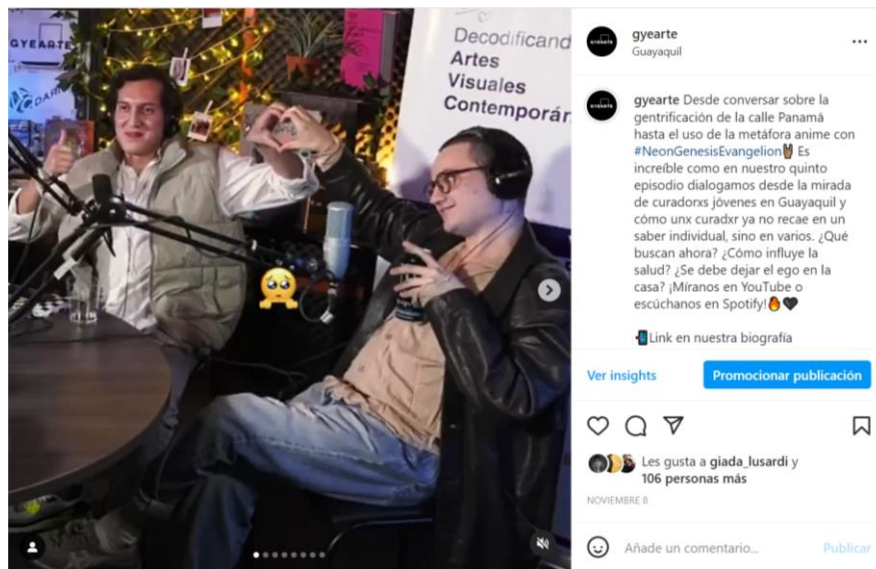 GYEARTE
Decodificand
Artes
Visuales
Contemporár
gyearte
Guayaquil
gyearte Desde conversar sobre la
gentrificación de la calle Panamá
hasta el uso de la metáfora anime con
#NeonGenesisEvangelion🤘🏾 Es
increíble como en nuestro quinto
episodio dialogamos desde la mirada
de curadorxs jóvenes en Guayaquil y
cómo unx curadxr ya no recae en un
saber individual, sino en varios. ¿Qué
buscan ahora? ¿Cómo influye la
salud? ¿Se debe dejar el ego en la
casa? ¡Míranos en YouTube o
escúchanos en Spotify!🔥🖤
📲Link en nuestra biografía
Ver insights
Promocionar publicación
Les gusta a giada_lusardi y
106 personas más
NOVIEMBRE 8
Añade un comentario...
Publicar